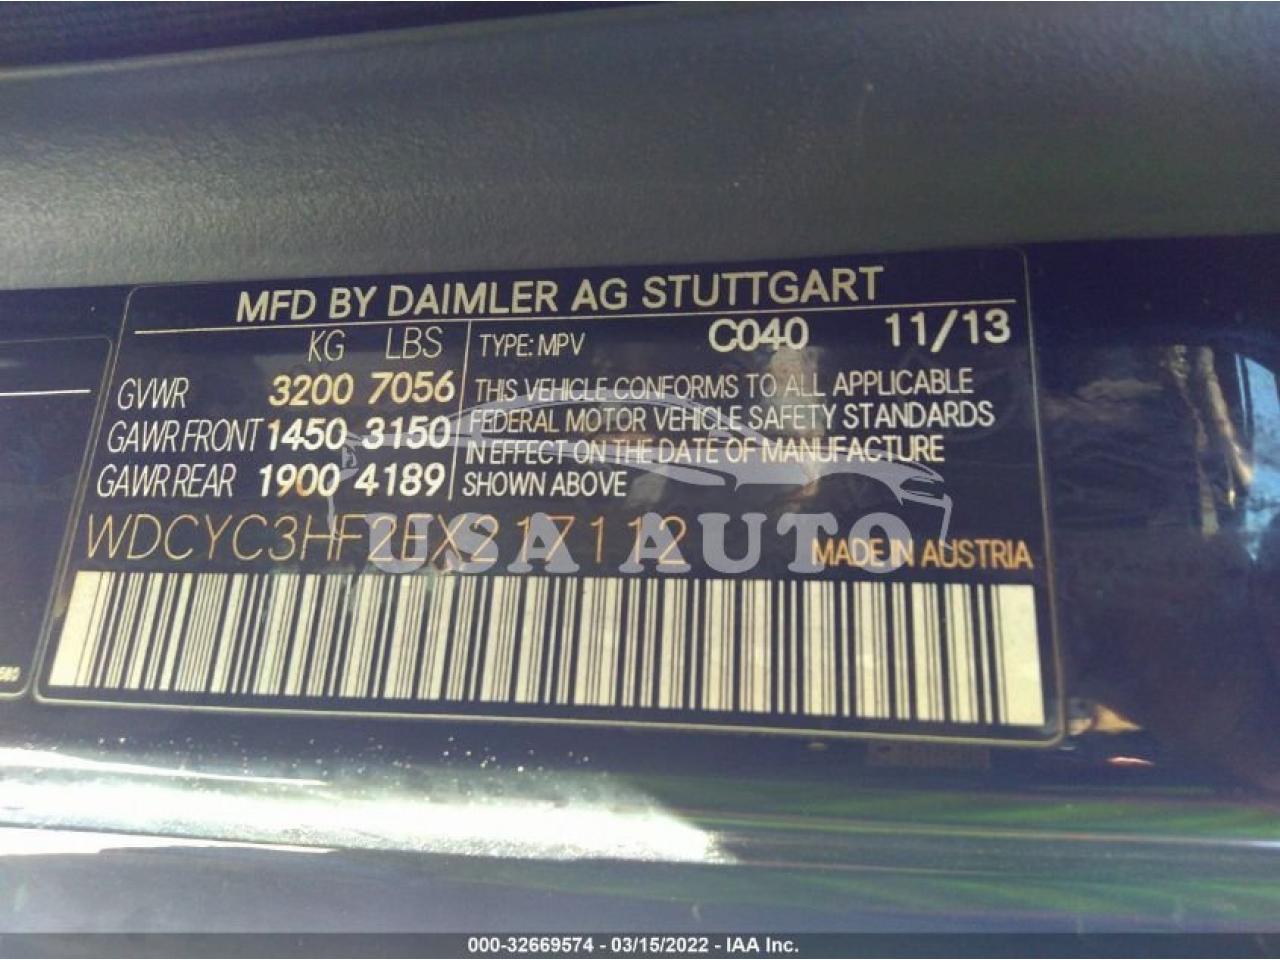 MFD BY DAIMLER AG STUTTGART
KG LBS
GVWR 3200 7056
GAWR FRONT 1450 3150
GAWR REAR 1900 4189
TYPE: MPV C040 11/13
THIS VEHICLE CONFORMS TO ALL APPLICABLE
FEDERAL MOTOR VEHICLE SAFETY STANDARDS
IN EFFECT ON THE DATE OF MANUFACTURE
SHOWN ABOVE
WDCYC3HF2EX217112 MADE IN AUSTRIA
USA AUTO
000-32669574 - 03/15/2022 - IAA Inc.